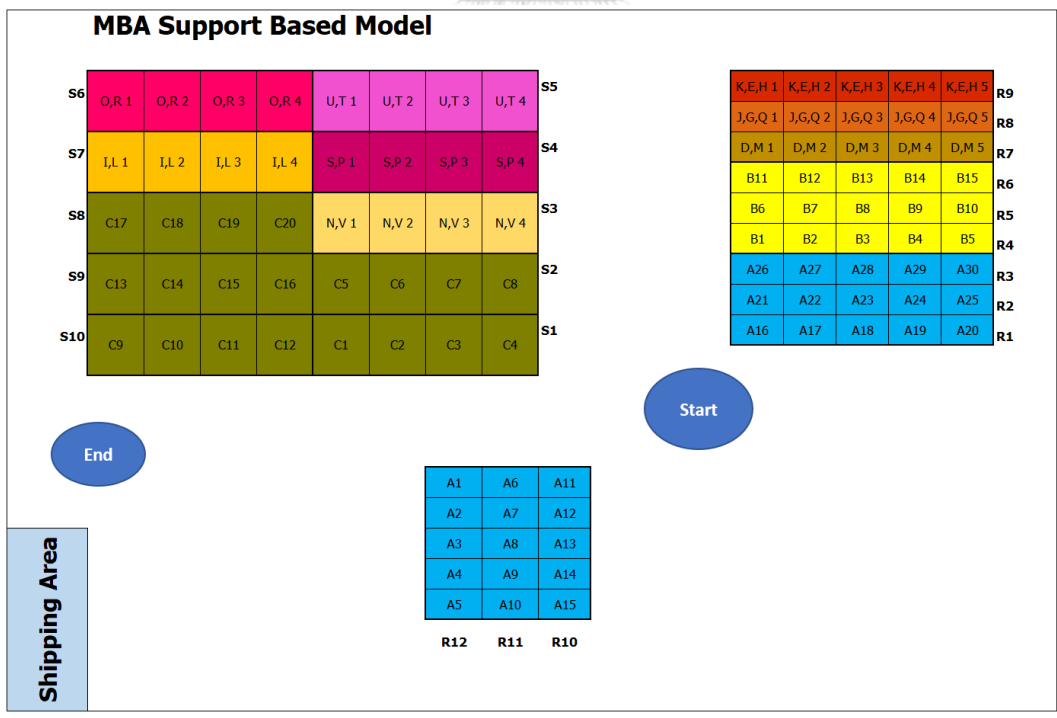 MBA Support Based Model
S6 O,R 1 O,R 2 O,R 3 O,R 4 U,T 1 U,T 2 U,T 3 U,T 4 S5
S7 I,L 1 I,L 2 I,L 3 I,L 4 S,P 1 S,P 2 S,P 3 S,P 4 S4
S8 C17 C18 C19 C20 N,V 1 N,V 2 N,V 3 N,V 4 S3
S9 C13 C14 C15 C16 C5 C6 C7 C8 S2
S10 C9 C10 C11 C12 C1 C2 C3 C4 S1
K,E,H 1 K,E,H 2 K,E,H 3 K,E,H 4 K,E,H 5 R9
J,G,Q 1 J,G,Q 2 J,G,Q 3 J,G,Q 4 J,G,Q 5 R8
D,M 1 D,M 2 D,M 3 D,M 4 D,M 5 R7
B11 B12 B13 B14 B15 R6
B6 B7 B8 B9 B10 R5
B1 B2 B3 B4 B5 R4
A26 A27 A28 A29 A30 R3
A21 A22 A23 A24 A25 R2
A16 A17 A18 A19 A20 R1
Start
End
A1 A6 A11
A2 A7 A12
A3 A8 A13
A4 A9 A14
A5 A10 A15
R12 R11 R10
Shipping Area